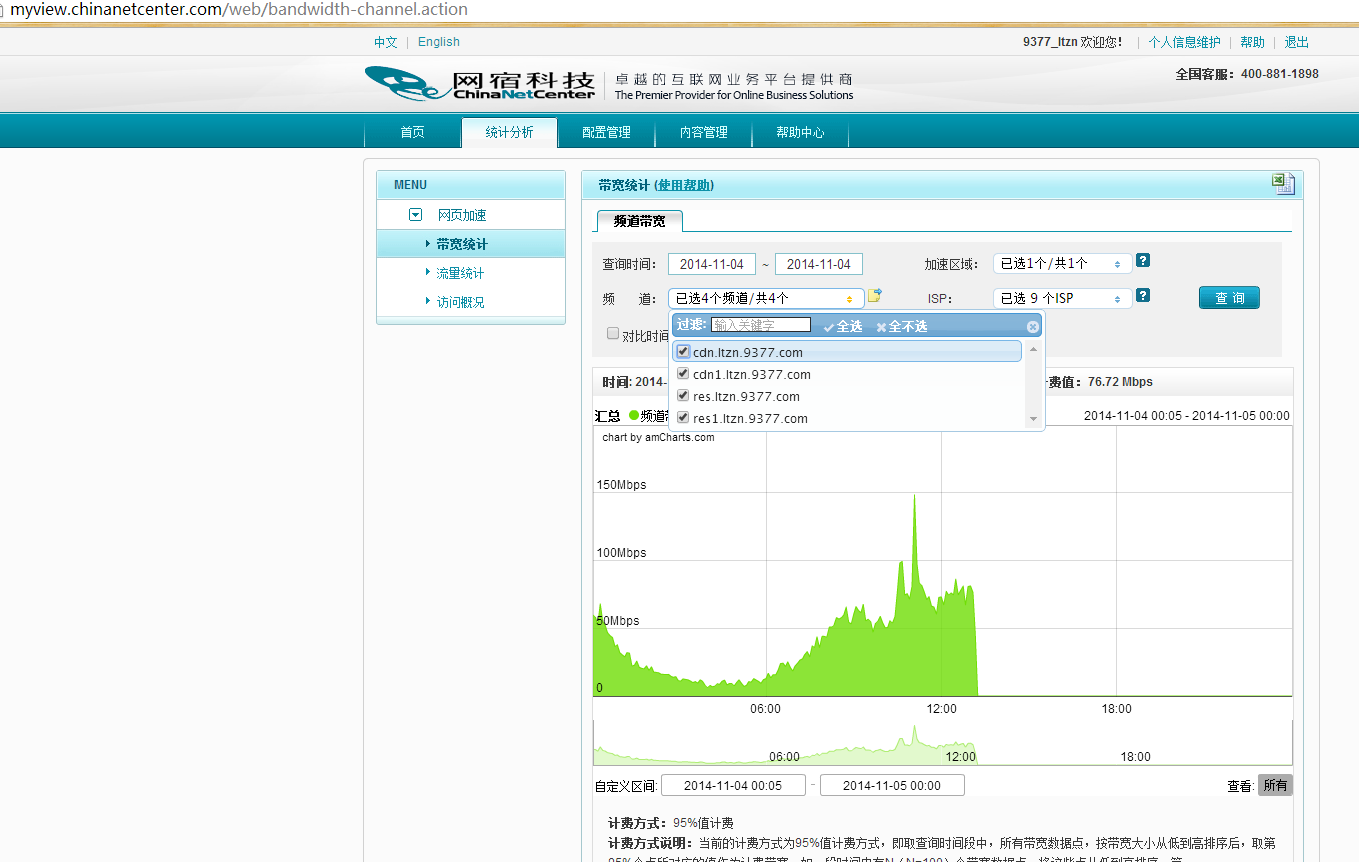 myview.chinanetcenter.com/web/bandwidth-channel.action
中文 | English
9377_ltzn 欢迎您! | 个人信息维护 | 帮助 | 退出
网宿科技
ChinaNetCenter
卓越的互联网业务平台提供商
The Premier Provider for Online Business Solutions
全国客服：400-881-1898
首页 统计分析 配置管理 内容管理 帮助中心
MENU
网页加速
带宽统计
流量统计
访问概况
带宽统计 (使用帮助)
频道带宽
查询时间： 2014-11-04 ~ 2014-11-04 加速区域： 已选1个/共1个 ?
频 道： 已选4个频道/共4个 ISP： 已选 9 个ISP ? 查 询
对比时间
过滤: 输入关键字 全选 全不选
cdn.ltzn.9377.com
cdn1.ltzn.9377.com
res.ltzn.9377.com
res1.ltzn.9377.com
时间: 2014- 费值：76.72 Mbps
汇总 频道 2014-11-04 00:05 - 2014-11-05 00:00
chart by amCharts.com
150Mbps
100Mbps
50Mbps
0
06:00 12:00 18:00
06:00 12:00 18:00
自定义区间: 2014-11-04 00:05 - 2014-11-05 00:00 查看: 所有
计费方式：95%值计费
计费方式说明：当前的计费方式为95%值计费方式，即取查询时间段中，所有带宽数据点，按带宽大小从低到高排序后，取第